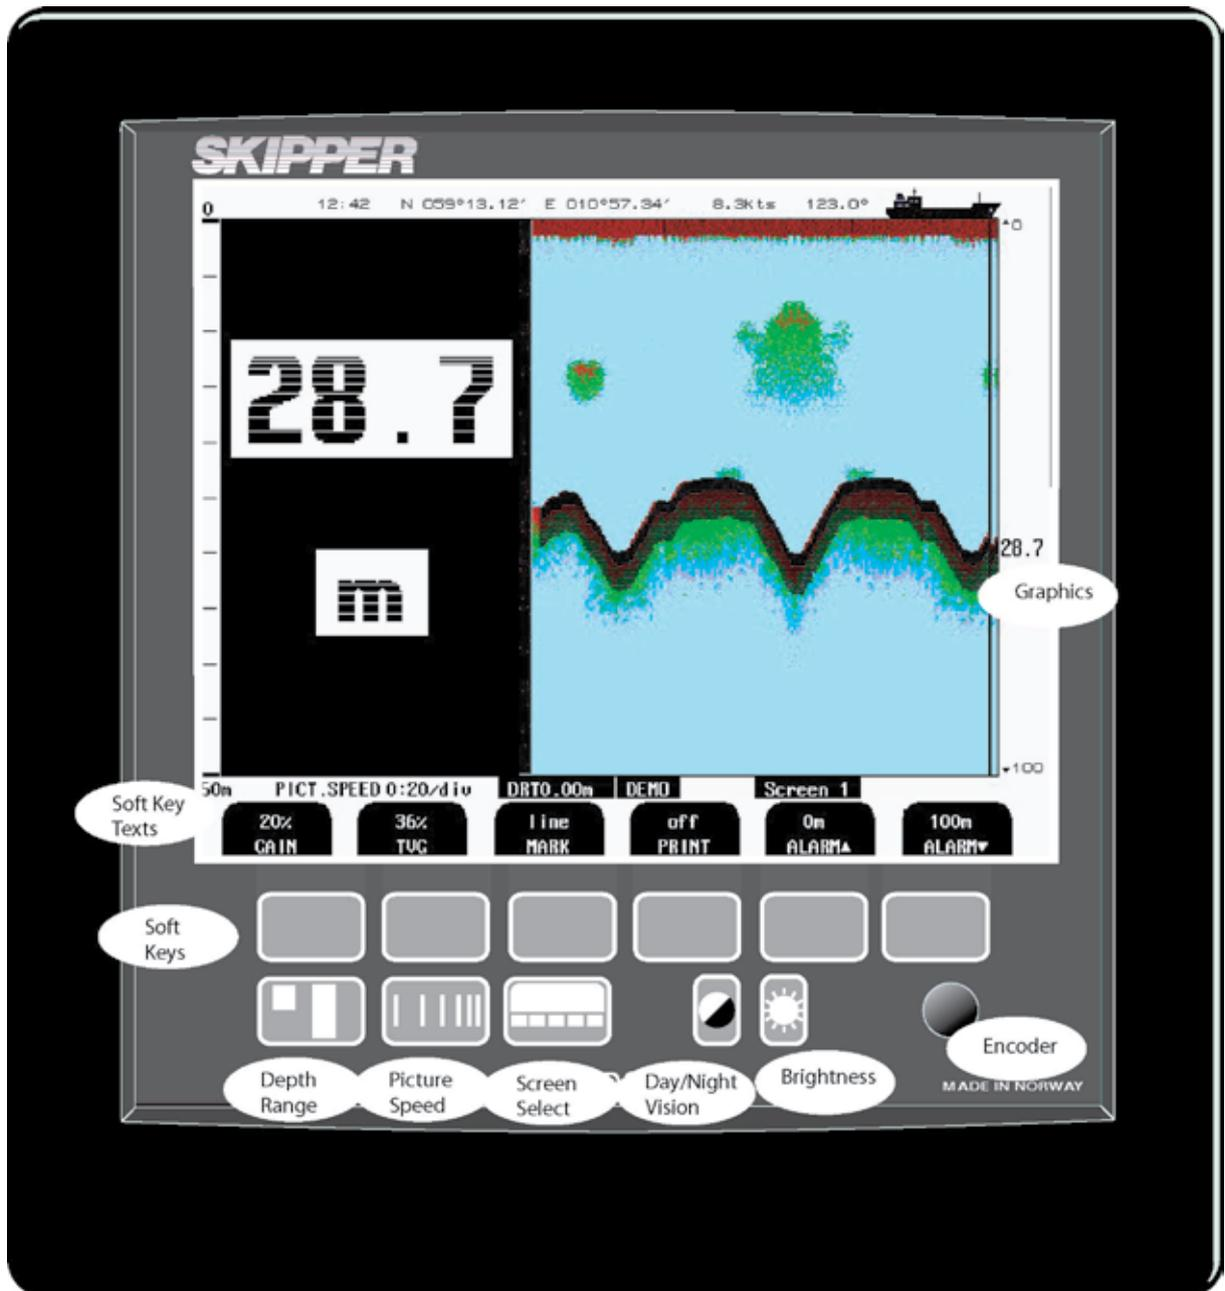 SKIPPER
0 12:42 N 059°13.12' E 010°57.34' 8.3kts 123.0°
▲0
28.7
28.7
m
Graphics
▼100
50m PICT.SPEED 0:20/div DRT0.00m DEMO Screen 1
Soft Key
Texts
20% 36% line off 0m 100m
GAIN TVG MARK PRINT ALARM▲ ALARM▼
Soft
Keys
Encoder
Depth
Range
Picture
Speed
Screen
Select
Day/Night
Vision
Brightness
MADE IN NORWAY